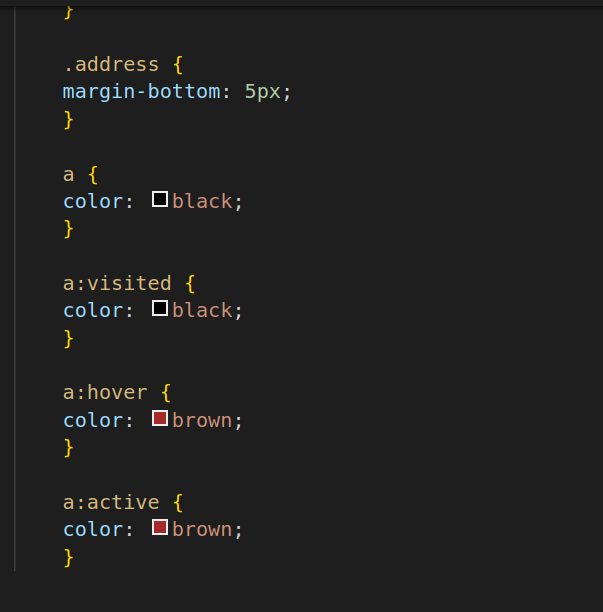 }
.address {
margin-bottom: 5px;
}
a {
color: black;
}
a:visited {
color: black;
}
a:hover {
color: brown;
}
a:active {
color: brown;
}